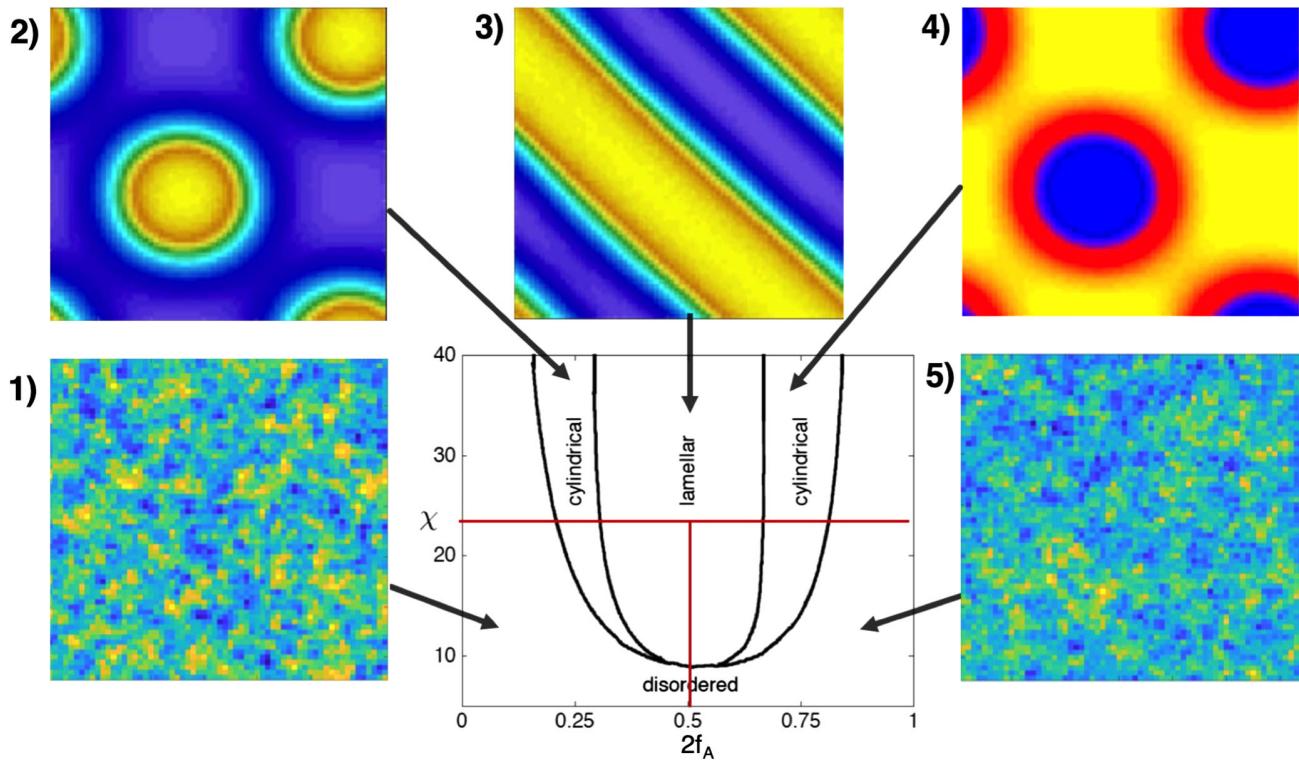 2)
3)
4)
1)
5)
40
30
χ
20
10
cylindrical
lamellar
cylindrical
disordered
0
0.25
0.5
0.75
1
2f_A